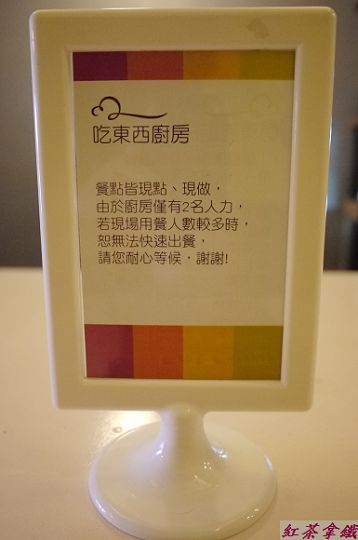 吃東西廚房
餐點皆現點、現做，
由於廚房僅有2名人力，
若現場用餐人數較多時，
恕無法快速出餐，
請您耐心等候，謝謝!
紅茶拿鐵